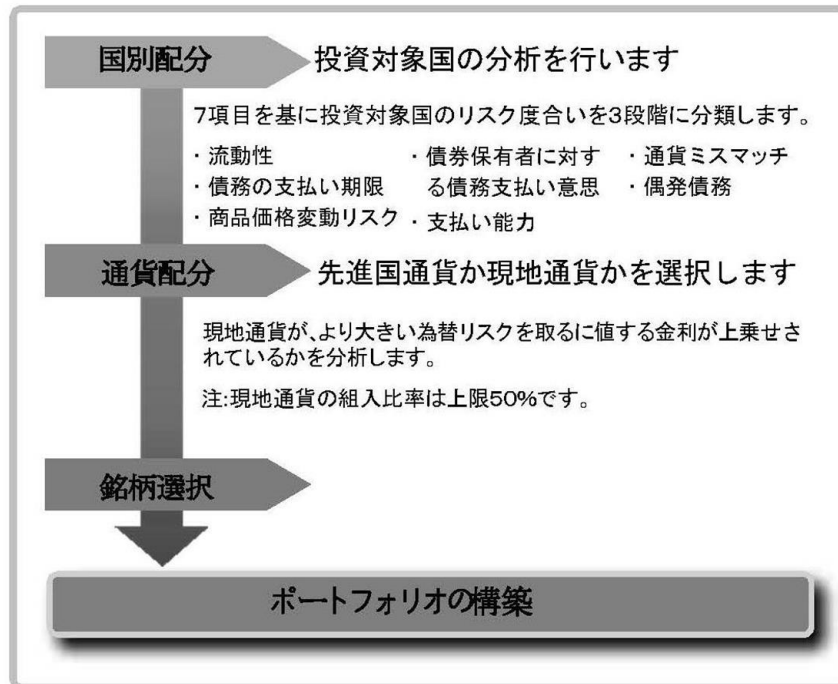 国別配分
投資対象国の分析を行います
7項目を基に投資対象国のリスク度合いを3段階に分類します。
・流動性
・債務の支払い期限
・商品価格変動リスク
・債券保有者に対す
る債務支払い意思
・支払い能力
・通貨ミスマッチ
・偶発債務
通貨配分
先進国通貨か現地通貨かを選択します
現地通貨が、より大きい為替リスクを取るに値する金利が上乗せさ
れているかを分析します。
注:現地通貨の組入比率は上限50%です。
銘柄選択
ポートフォリオの構築